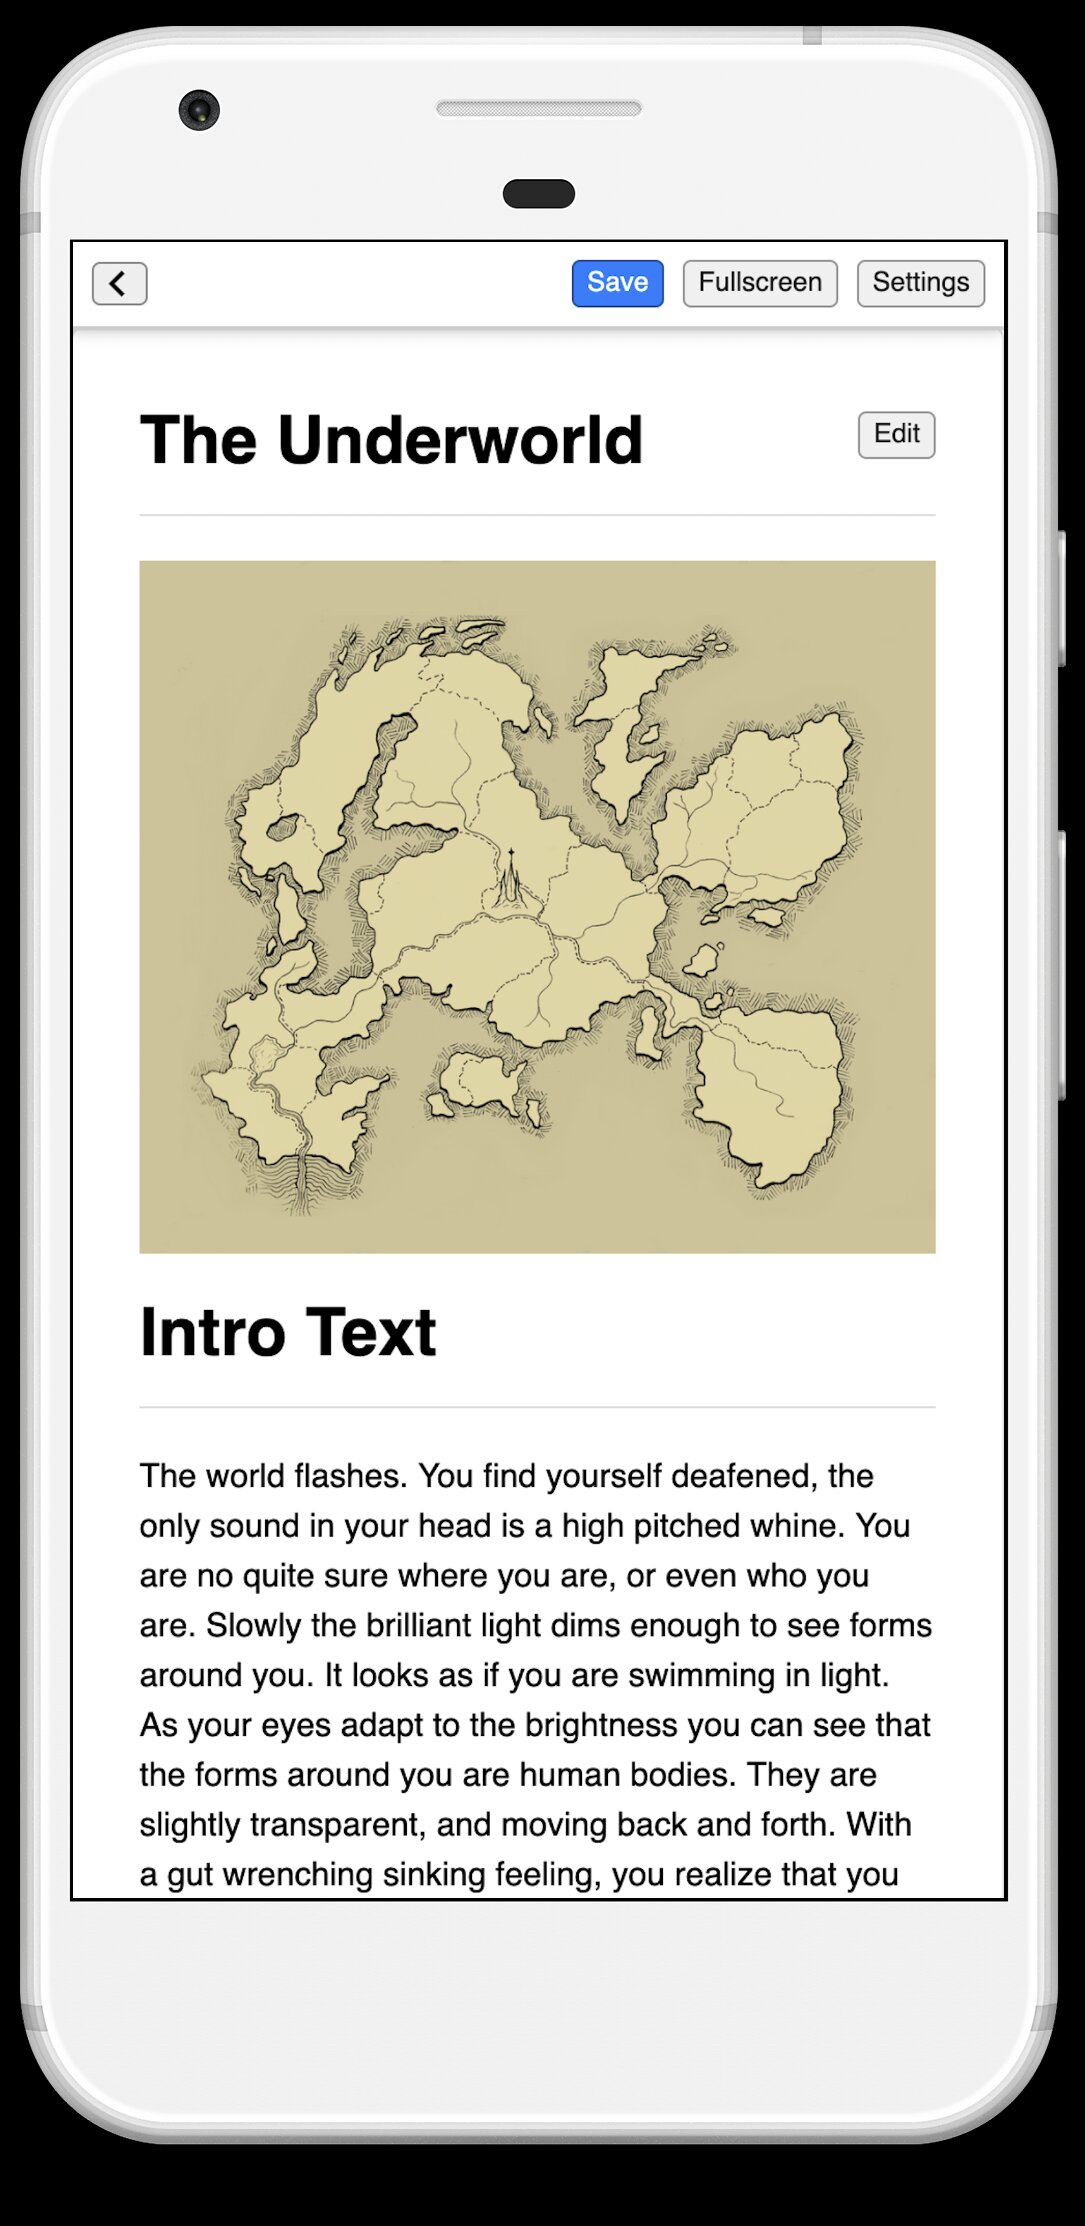 Save Fullscreen Settings
The Underworld
Edit
Intro Text
The world flashes. You find yourself deafened, the
only sound in your head is a high pitched whine. You
are no quite sure where you are, or even who you
are. Slowly the brilliant light dims enough to see forms
around you. It looks as if you are swimming in light.
As your eyes adapt to the brightness you can see that
the forms around you are human bodies. They are
slightly transparent, and moving back and forth. With
a gut wrenching sinking feeling, you realize that you